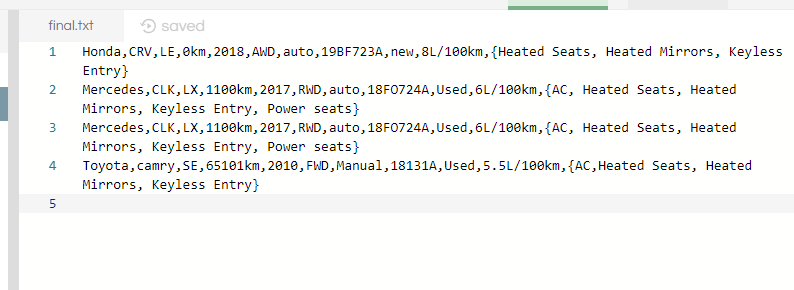 final.txt saved
1 Honda,CRV,LE,0km,2018,AWD,auto,19BF723A,new,8L/100km,{Heated Seats, Heated Mirrors, Keyless
Entry}
2 Mercedes,CLK,LX,1100km,2017,RWD,auto,18FO724A,Used,6L/100km,{AC, Heated Seats, Heated
Mirrors, Keyless Entry, Power seats}
3 Mercedes,CLK,LX,1100km,2017,RWD,auto,18FO724A,Used,6L/100km,{AC, Heated Seats, Heated
Mirrors, Keyless Entry, Power seats}
4 Toyota,camry,SE,65101km,2010,FWD,Manual,18131A,Used,5.5L/100km,{AC,Heated Seats, Heated
Mirrors, Keyless Entry}
5